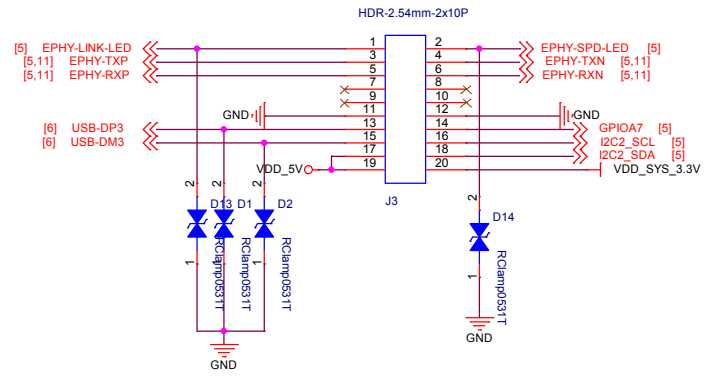 HDR-2.54mm-2x10P
[5] EPHY-LINK-LED 1 2 EPHY-SPD-LED [5]
[5,11] EPHY-TXP 3 4 EPHY-TXN [5,11]
[5,11] EPHY-RXP 5 6 EPHY-RXN [5,11]
7 8
9 10
GND 11 12 GND
[6] USB-DP3 13 14 GPIOA7 [5]
[6] USB-DM3 15 16 I2C2_SCL [5]
17 18 I2C2_SDA [5]
VDD_5V 19 20 VDD_SYS_3.3V
J3
2 2 2 2
D13 D1 D2 D14
RClamp0531T RClamp0531T RClamp0531T RClamp0531T
1 1 1 1
GND GND